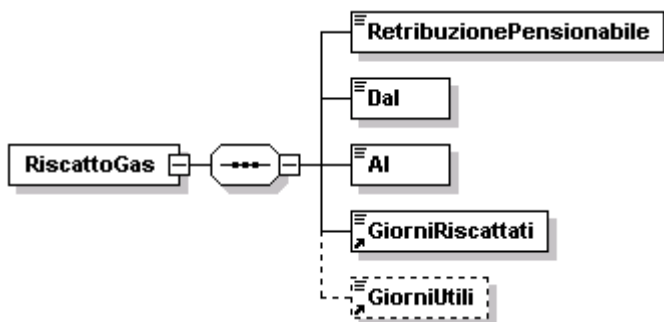 RetribuzionePensionabile
Dal
RiscattoGas
Al
GiorniRiscattati
GiorniUtili